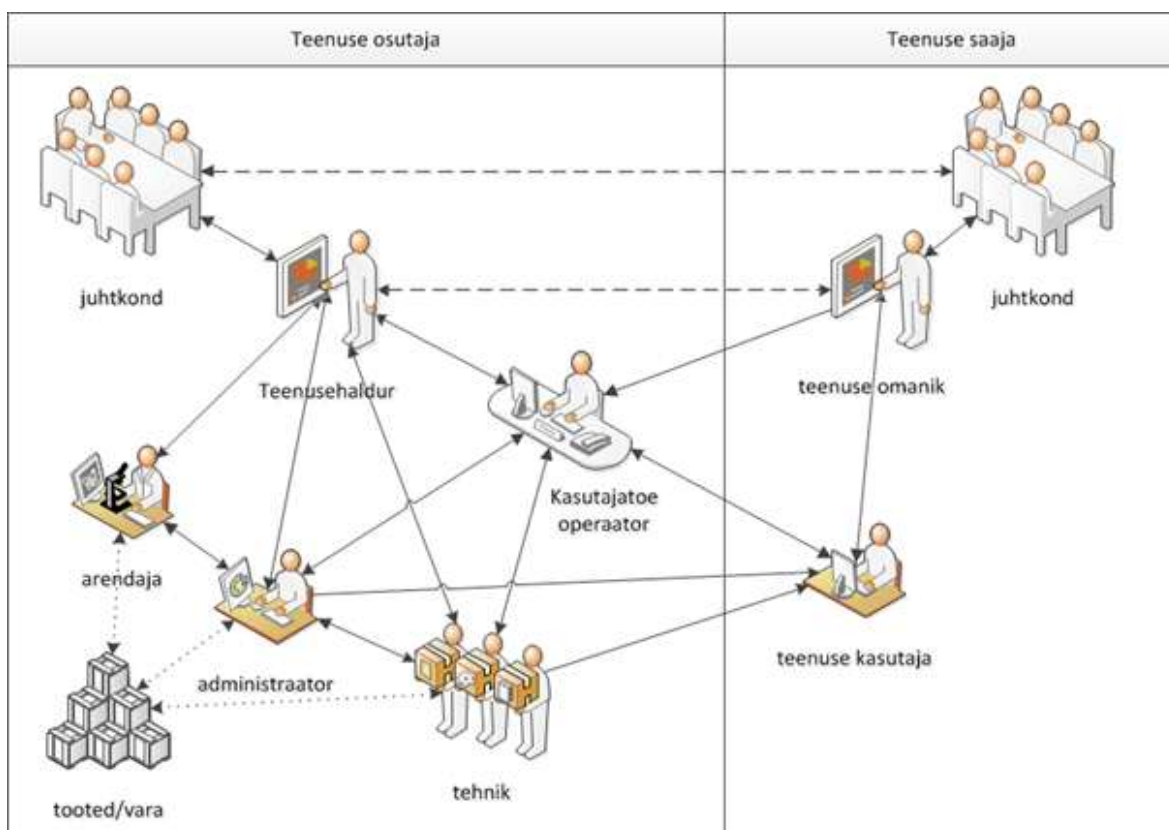 Teenuse osutaja
Teenuse saaja
juhtkond
juhtkond
Teenusehaldur
teenuse omanik
Kasutajatoe
operaator
arendaja
teenuse kasutaja
administraator
tehnik
tooted/vara